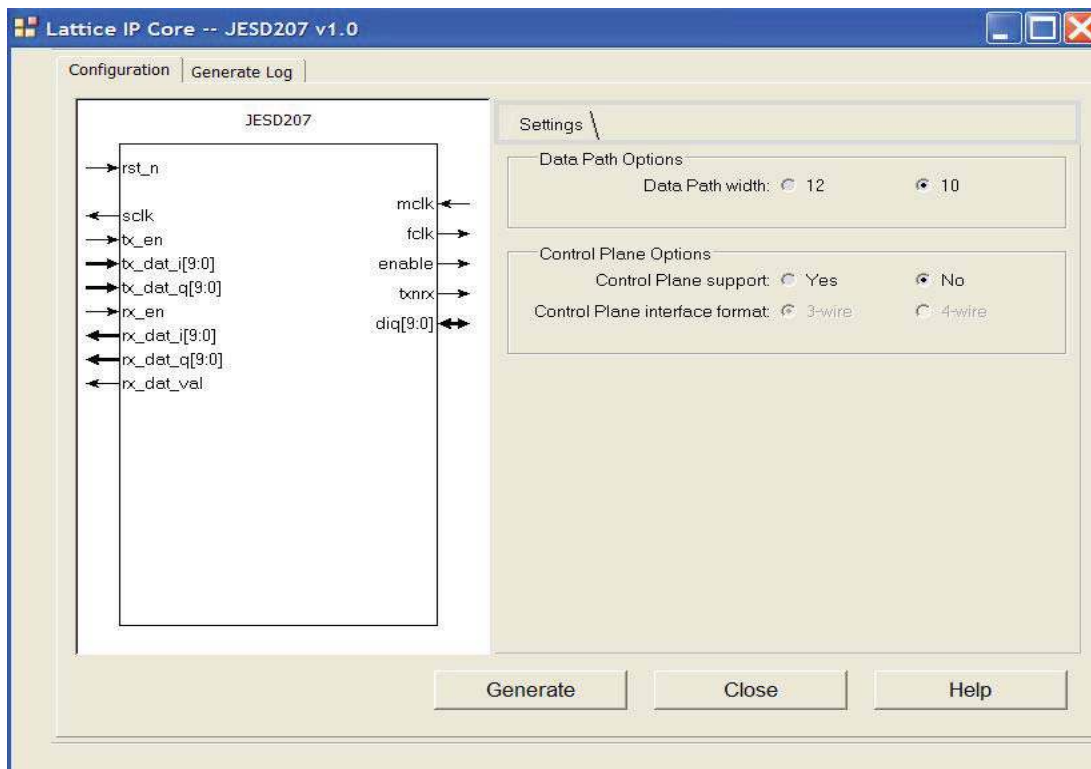 Lattice IP Core -- JESD207 v1.0
Configuration
Generate Log
JESD207
rst_n
sclk
tx_en
tx_dat_i[9:0]
tx_dat_q[9:0]
rx_en
rx_dat_i[9:0]
rx_dat_q[9:0]
rx_dat_val
mclk
fclk
enable
txnrx
diq[9:0]
Settings
Data Path Options
Data Path width: 12 10
Control Plane Options
Control Plane support: Yes No
Control Plane interface format: 3-wire 4-wire
Generate
Close
Help